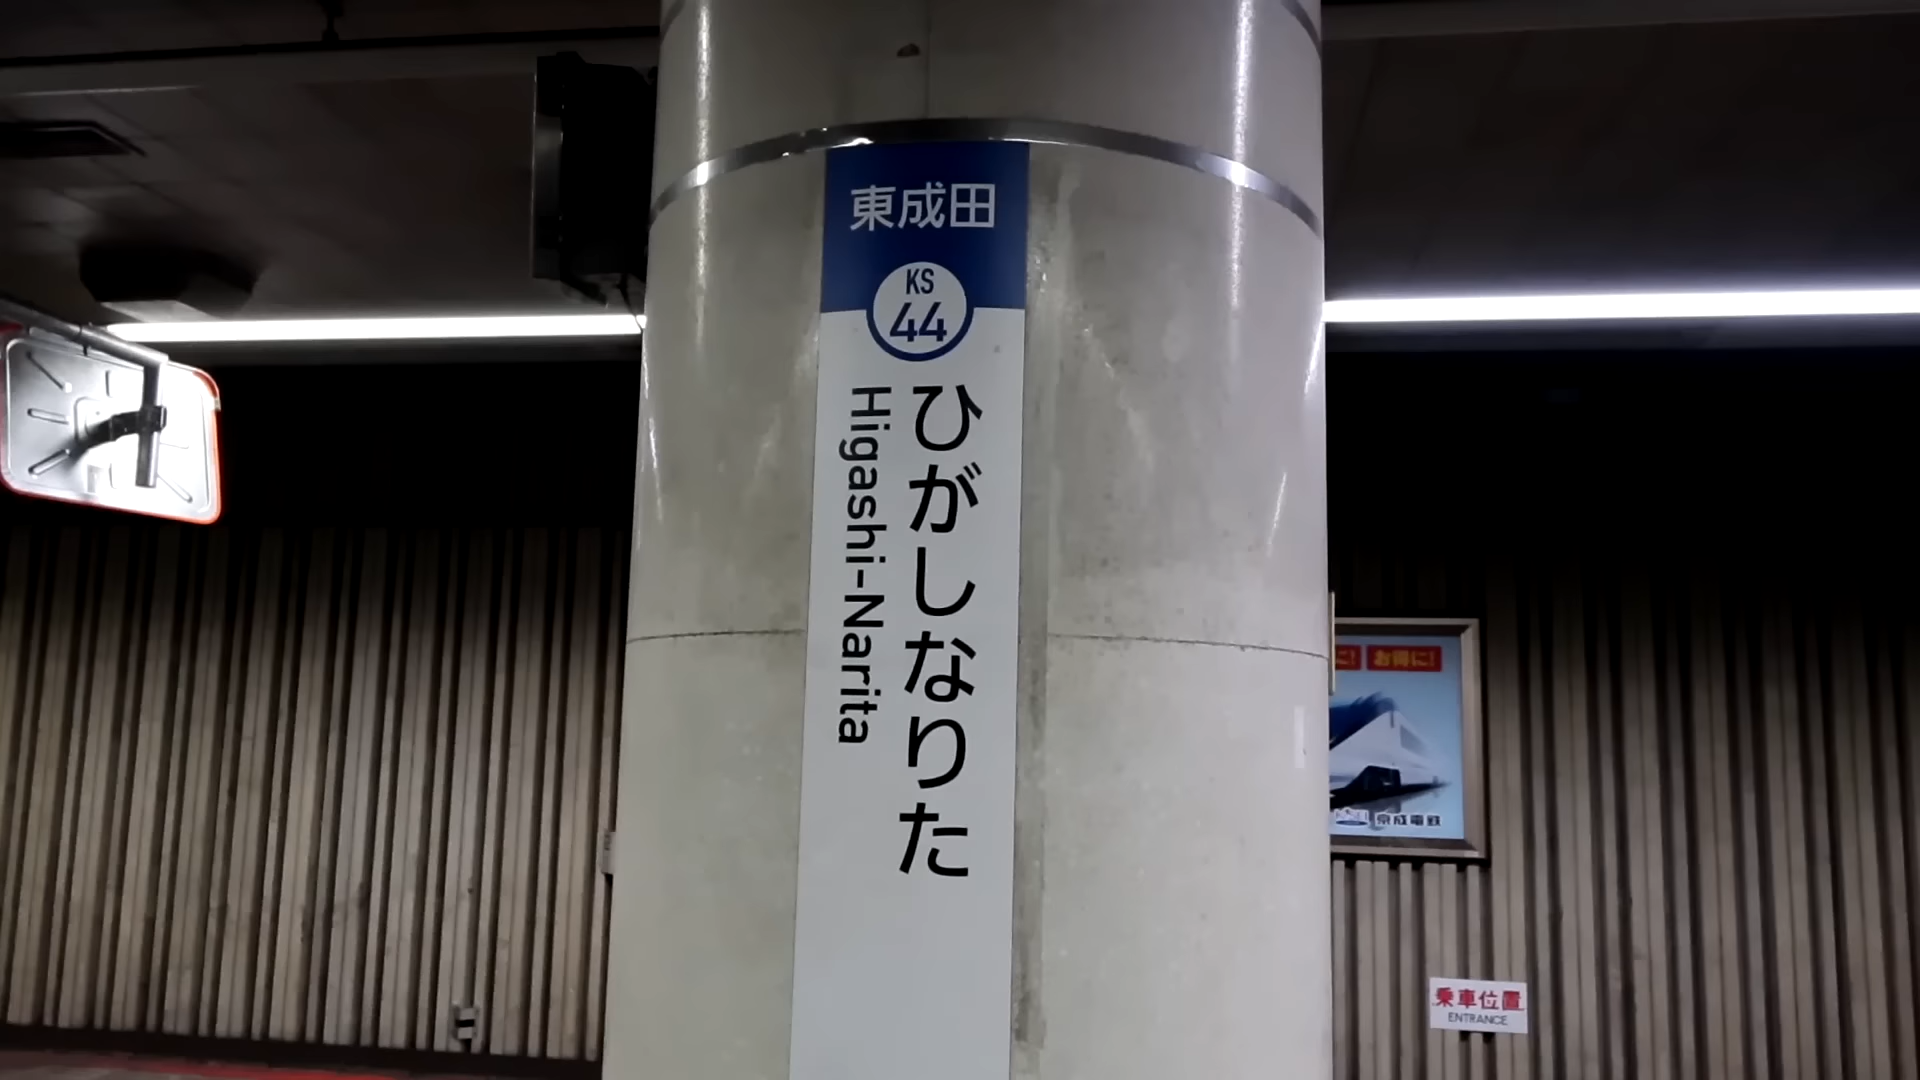 東成田
KS
44
ひがしなりた
Higashi-Narita
に! お得に!
京成電鉄
乗車位置
ENTRANCE